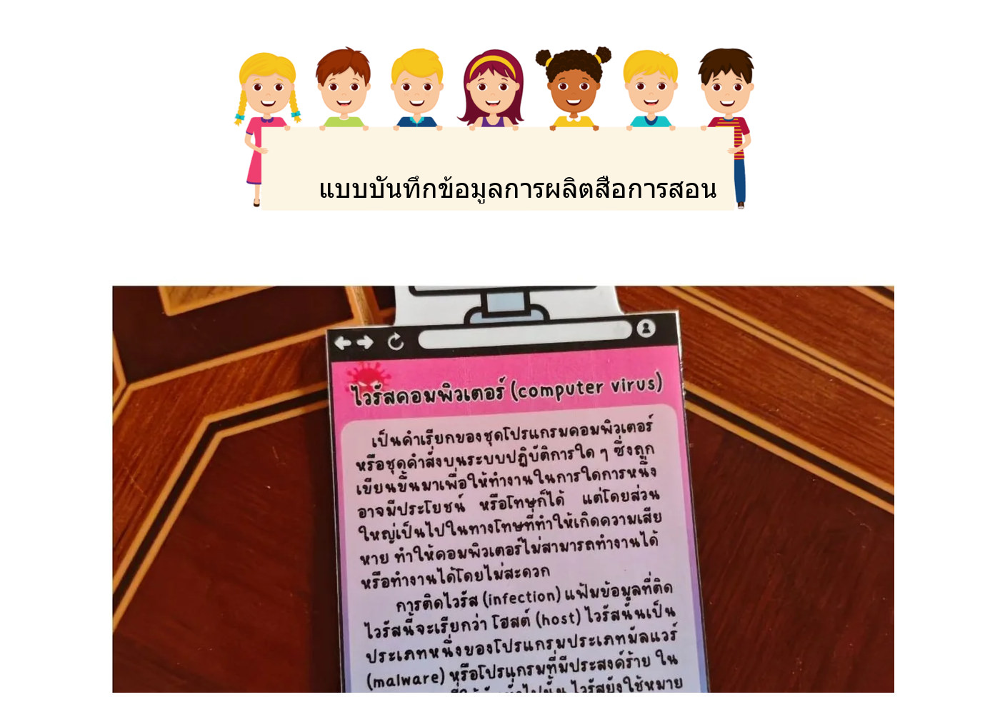 แบบบันทึกข้อมูลการผลิตสื่อการสอน
ไวรัสคอมพิวเตอร์ (computer virus)
เป็นคำเรียกของชุดโปรแกรมคอมพิวเตอร์
หรือชุดคำสั่งบนระบบปฏิบัติการใด ๆ ซึ่งถูก
เขียนขึ้นมาเพื่อให้ทำงานในการใดการหนึ่ง
อาจมีประโยชน์ หรือโทษก็ได้ แต่โดยส่วน
ใหญ่เป็นไปในทางโทษที่ทำให้เกิดความเสีย
หาย ทำให้คอมพิวเตอร์ไม่สามารถทำงานได้
หรือทำงานได้โดยไม่สะดวก
การติดไวรัส (infection) แฟ้มข้อมูลที่ติด
ไวรัสนี้จะเรียกว่า โฮสต์ (host) ไวรัสนั้นเป็น
ประเภทหนึ่งของโปรแกรมประเภทมัลแวร์
(malware) หรือโปรแกรมที่มีประสงค์ร้าย ใน
ไวรัสยังใช้หมาย